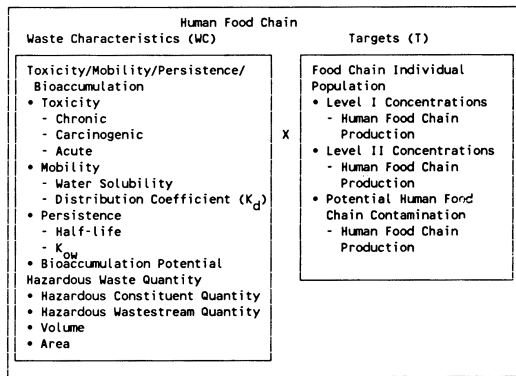 Human Food Chain
Waste Characteristics (WC)
Targets (T)
Toxicity/Mobility/Persistence/
Bioaccumulation
• Toxicity
- Chronic
- Carcinogenic
- Acute
• Mobility
- Water Solubility
- Distribution Coefficient (Kd)
• Persistence
- Half-life
- Kow
• Bioaccumulation Potential
Hazardous Waste Quantity
• Hazardous Constituent Quantity
• Hazardous Wastestream Quantity
• Volume
• Area
X
Food Chain Individual
Population
• Level I Concentrations
- Human Food Chain
Production
• Level II Concentrations
- Human Food Chain
Production
• Potential Human Food
Chain Contamination
- Human Food Chain
Production